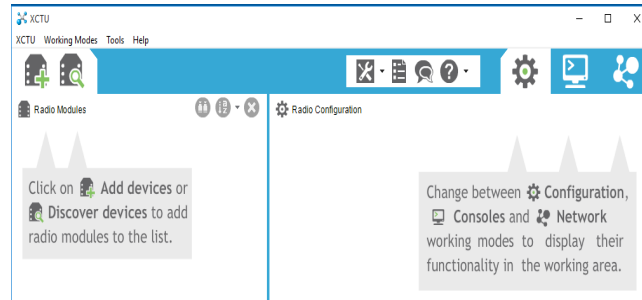 XCTU
XCTU Working Modes Tools Help
Radio Modules
Radio Configuration
Click on Add devices or
Discover devices to add
radio modules to the list.
Change between Configuration,
Consoles and Network
working modes to display their
functionality in the working area.